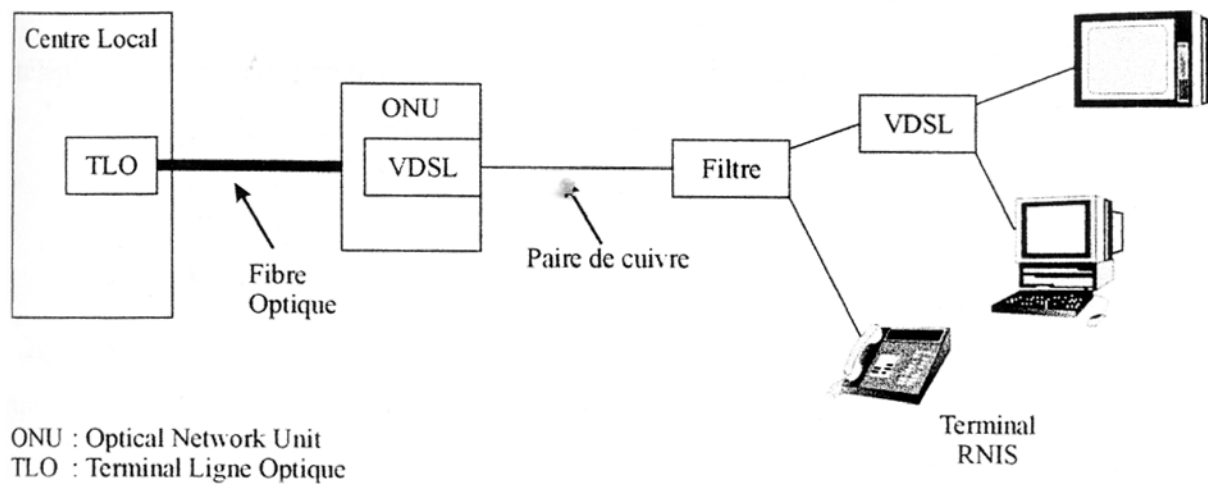 Centre Local
ONU
TLO
VDSL
Filtre
VDSL
Fibre
Optique
Paire de cuivre
Terminal
RNIS
ONU : Optical Network Unit
TLO : Terminal Ligne Optique